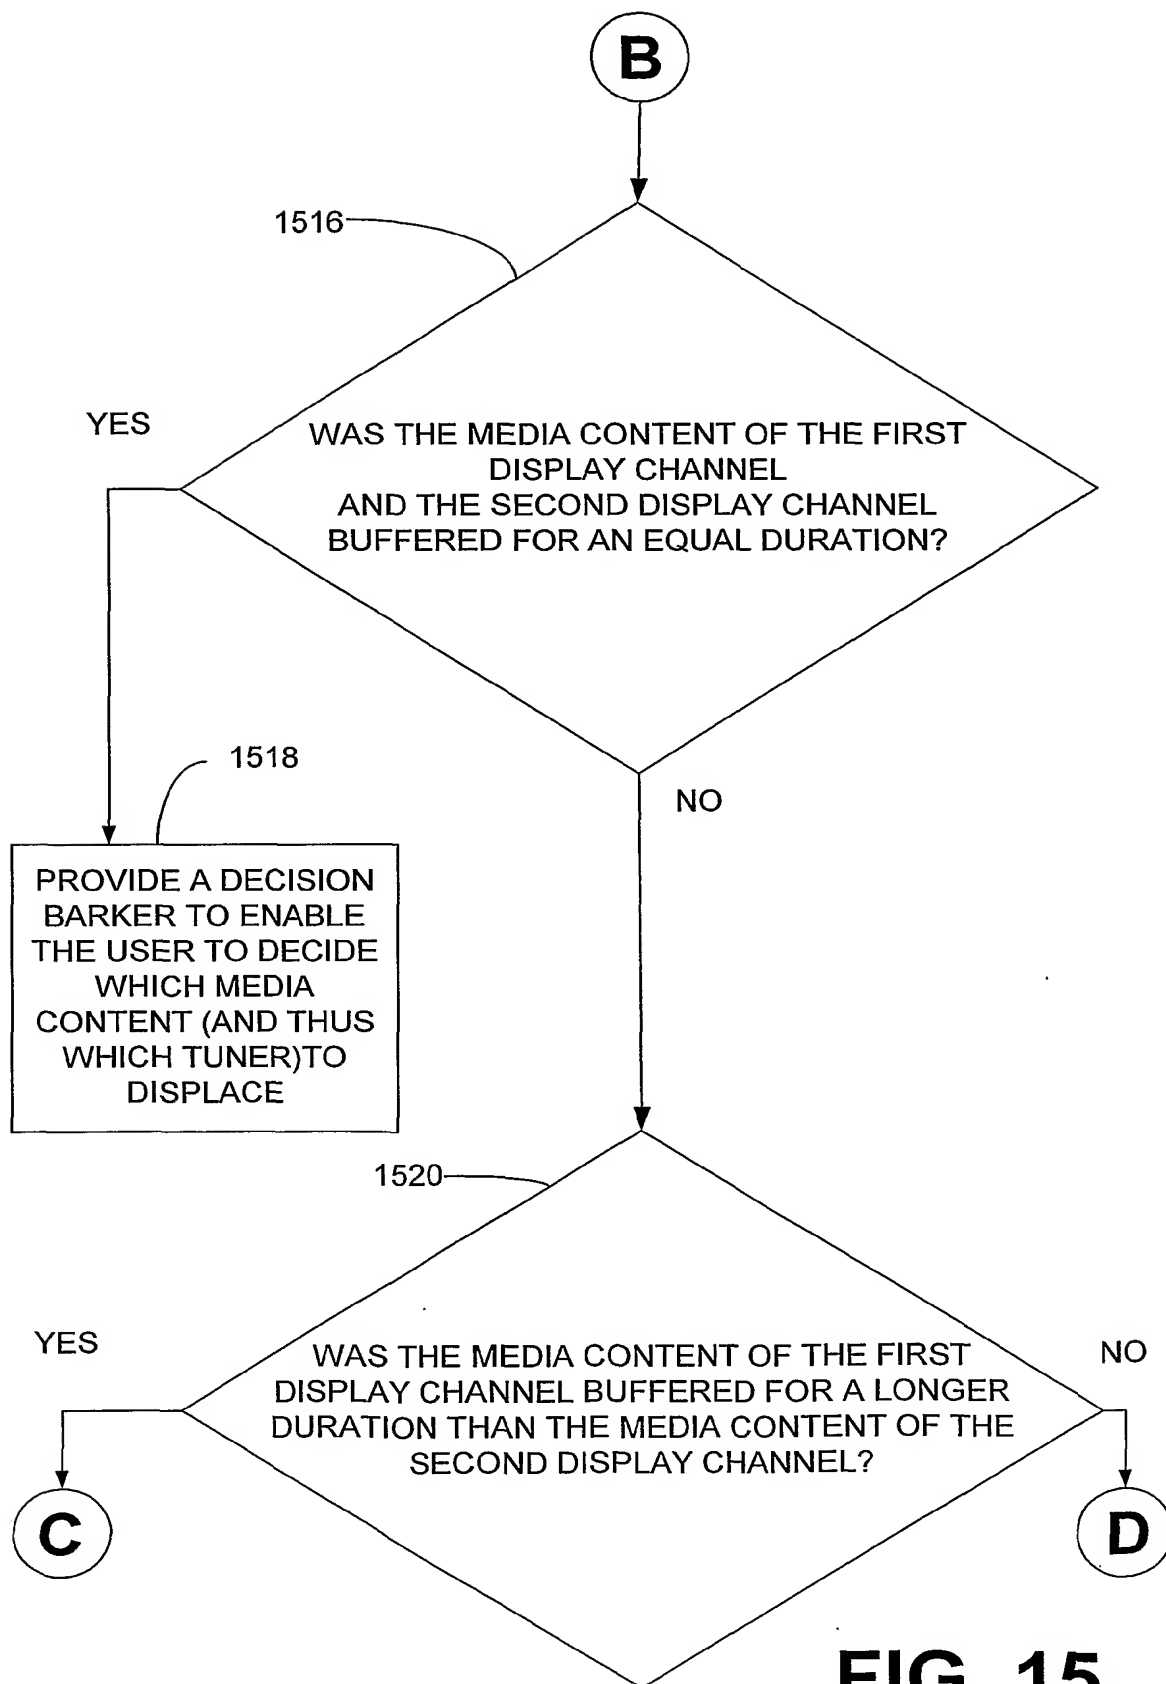 B
1516
YES
WAS THE MEDIA CONTENT OF THE FIRST
DISPLAY CHANNEL
AND THE SECOND DISPLAY CHANNEL
BUFFERED FOR AN EQUAL DURATION?
1518
NO
PROVIDE A DECISION
BARKER TO ENABLE
THE USER TO DECIDE
WHICH MEDIA
CONTENT (AND THUS
WHICH TUNER)TO
DISPLACE
1520
YES
NO
WAS THE MEDIA CONTENT OF THE FIRST
DISPLAY CHANNEL BUFFERED FOR A LONGER
DURATION THAN THE MEDIA CONTENT OF THE
SECOND DISPLAY CHANNEL?
C
D
FIG. 15